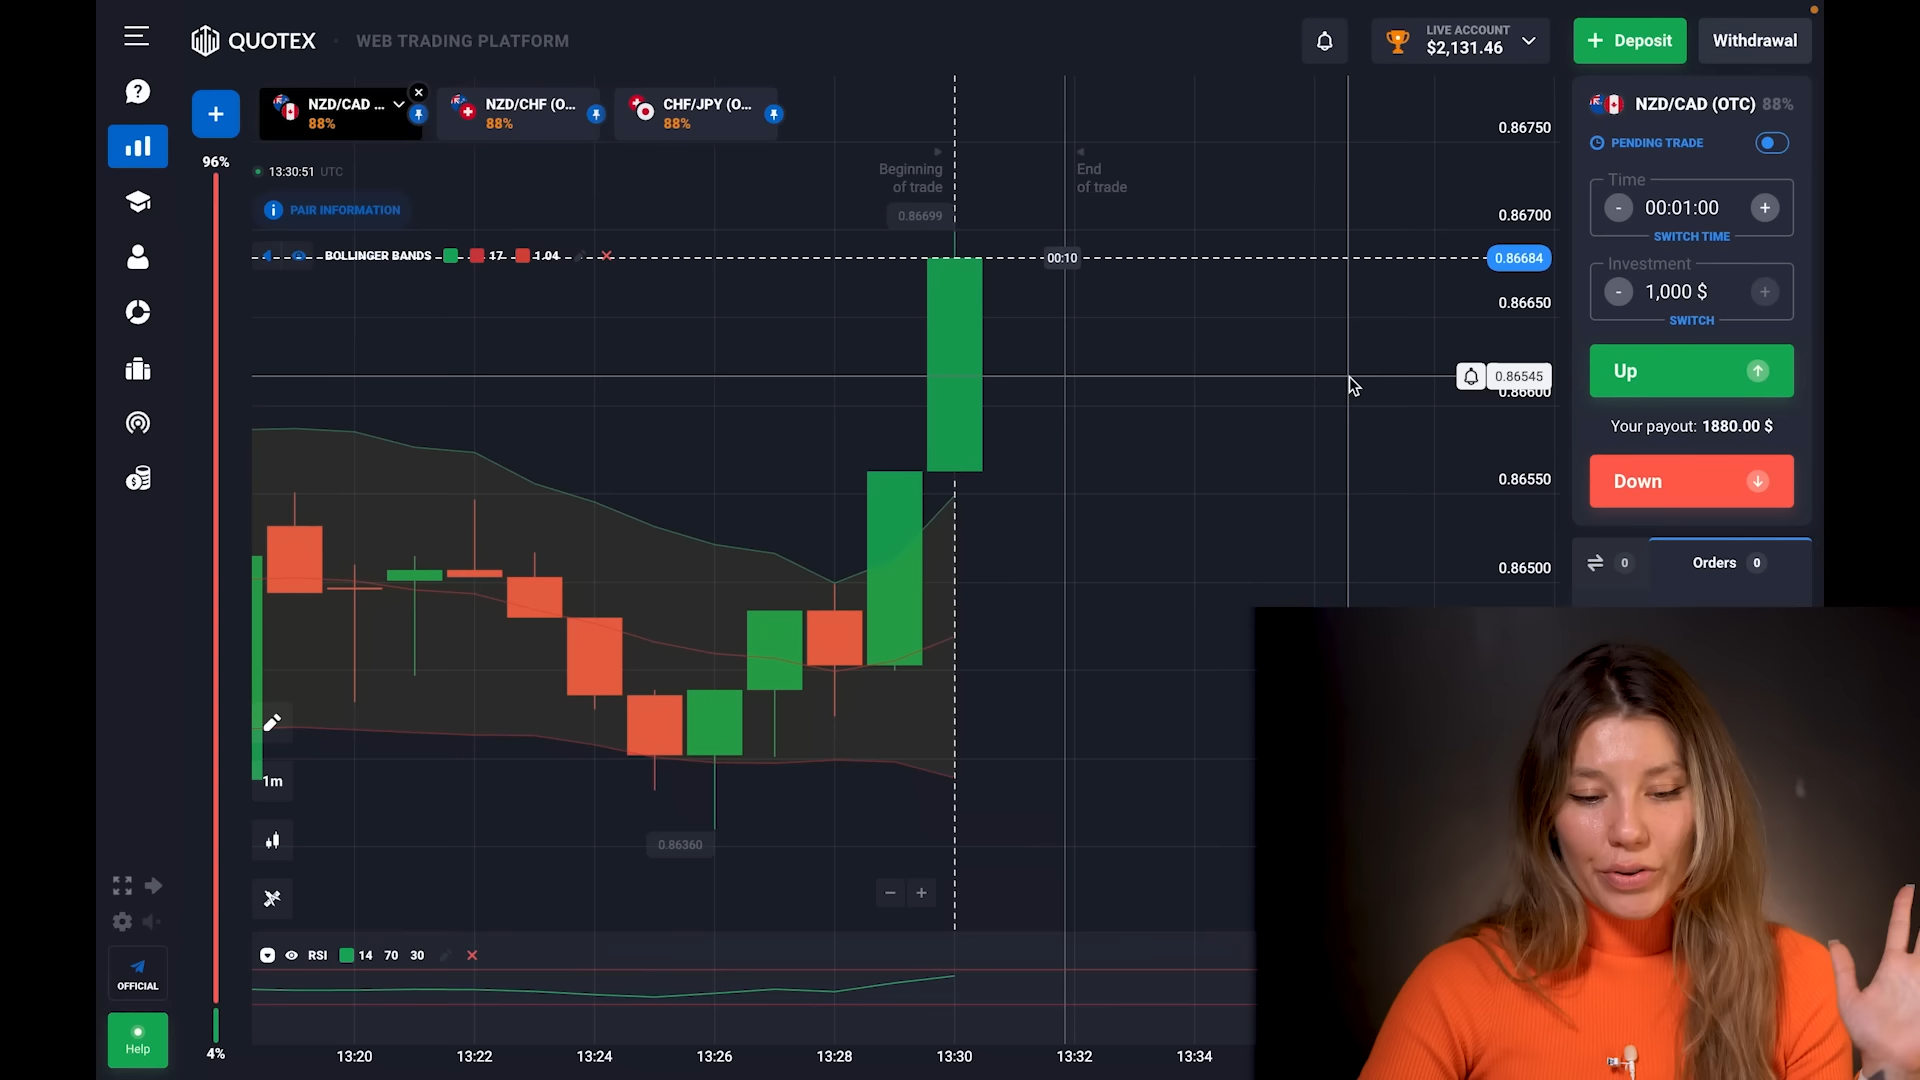 QUOTEX
WEB TRADING PLATFORM
LIVE ACCOUNT
$2,131.46
+ Deposit
Withdrawal
?
+
NZD/CAD ...
88%
NZD/CHF (O...
88%
CHF/JPY (O...
88%
96%
13:30:51 UTC
i PAIR INFORMATION
BOLLINGER BANDS 17 1.04
Beginning
of trade
0.86699
End
of trade
00:10
0.86750
0.86700
0.86684
0.86650
0.86545
0.86600
0.86550
0.86500
0.86360
1m
− +
RSI 14 70 30
OFFICIAL
Help
4%
13:20 13:22 13:24 13:26 13:28 13:30 13:32 13:34
NZD/CAD (OTC) 88%
PENDING TRADE
Time
- 00:01:00 +
SWITCH TIME
Investment
- 1,000 $ +
SWITCH
Up
Your payout: 1880.00 $
Down
0
Orders 0